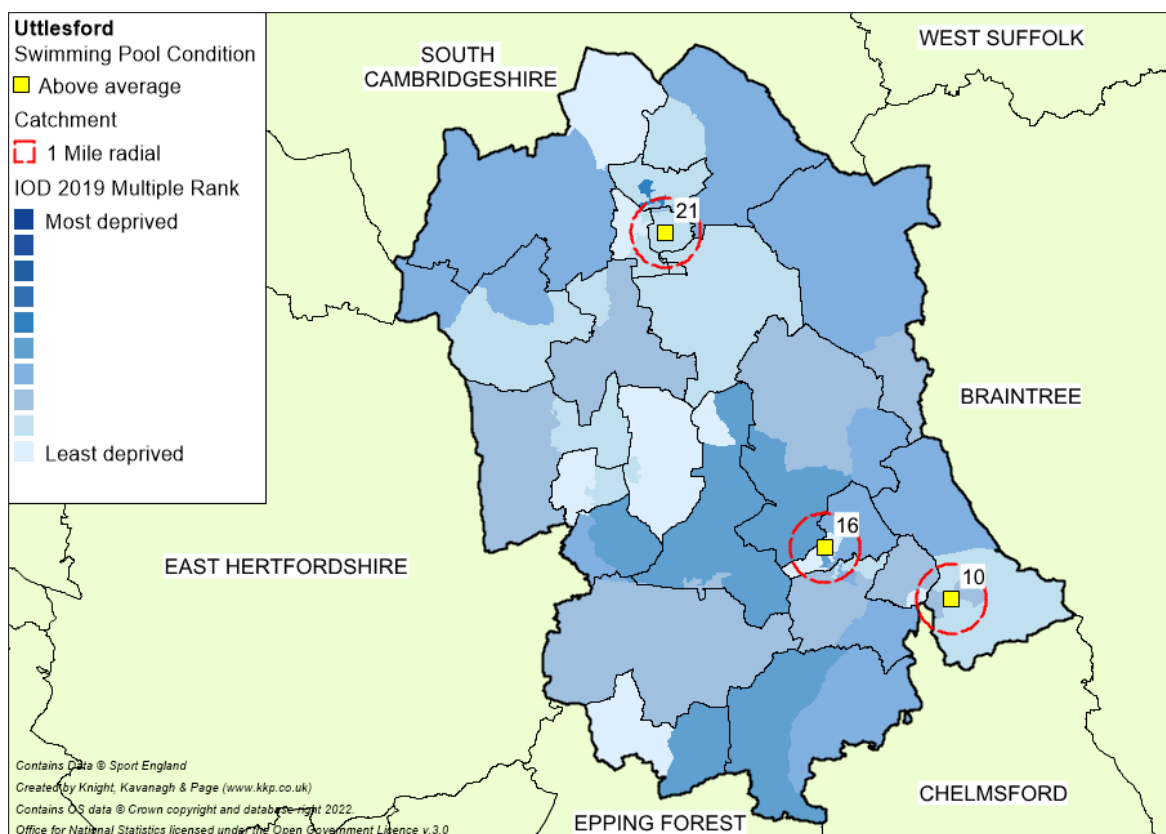 Uttlesford
Swimming Pool Condition
Above average
Catchment
1 Mile radial
IOD 2019 Multiple Rank
Most deprived
Least deprived
SOUTH
CAMBRIDGESHIRE
WEST SUFFOLK
21
BRAINTREE
16
EAST HERTFORDSHIRE
10
CHELMSFORD
EPPING FOREST
Contains Data © Sport England
Created by Knight, Kavanagh & Page (www.kkp.co.uk)
Contains OS data © Crown copyright and database right 2022.
Office for National Statistics licensed under the Open Government Licence v.3.0